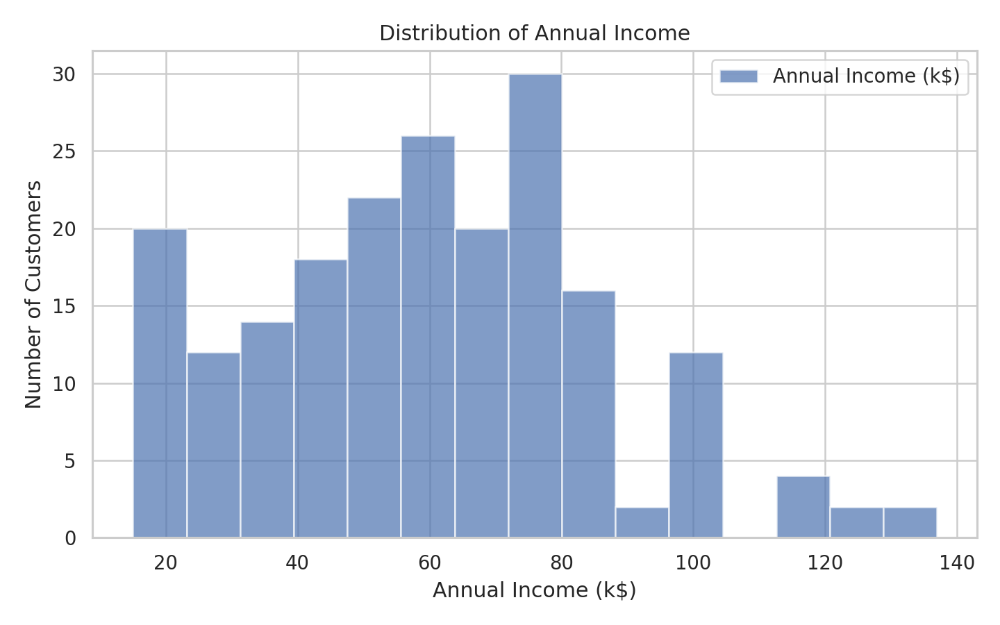 Distribution of Annual Income
Annual Income (k$)
Number of Customers
30
25
20
15
10
5
0
20 40 60 80 100 120 140
Annual Income (k$)